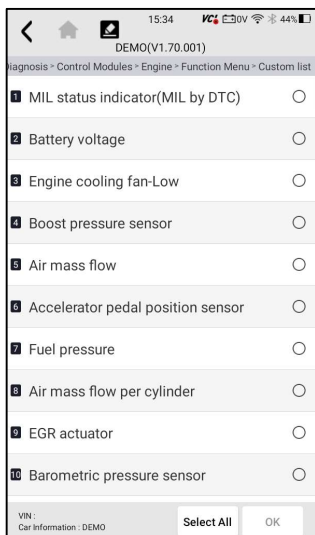 15:34 VCi 0V 44%
DEMO(V1.70.001)
iagnosis > Control Modules > Engine > Function Menu > Custom list
1 MIL status indicator(MIL by DTC)
2 Battery voltage
3 Engine cooling fan-Low
4 Boost pressure sensor
5 Air mass flow
6 Accelerator pedal position sensor
7 Fuel pressure
8 Air mass flow per cylinder
9 EGR actuator
10 Barometric pressure sensor
VIN :
Car Information : DEMO
Select All
OK